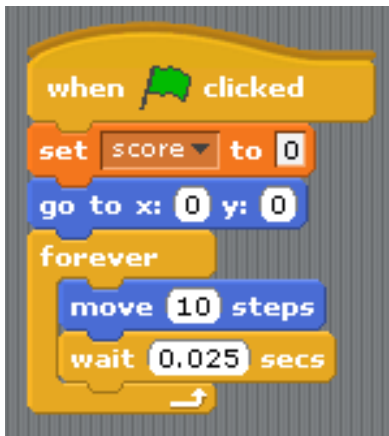 when clicked
set score to 0
go to x: 0 y: 0
forever
move 10 steps
wait 0.025 secs